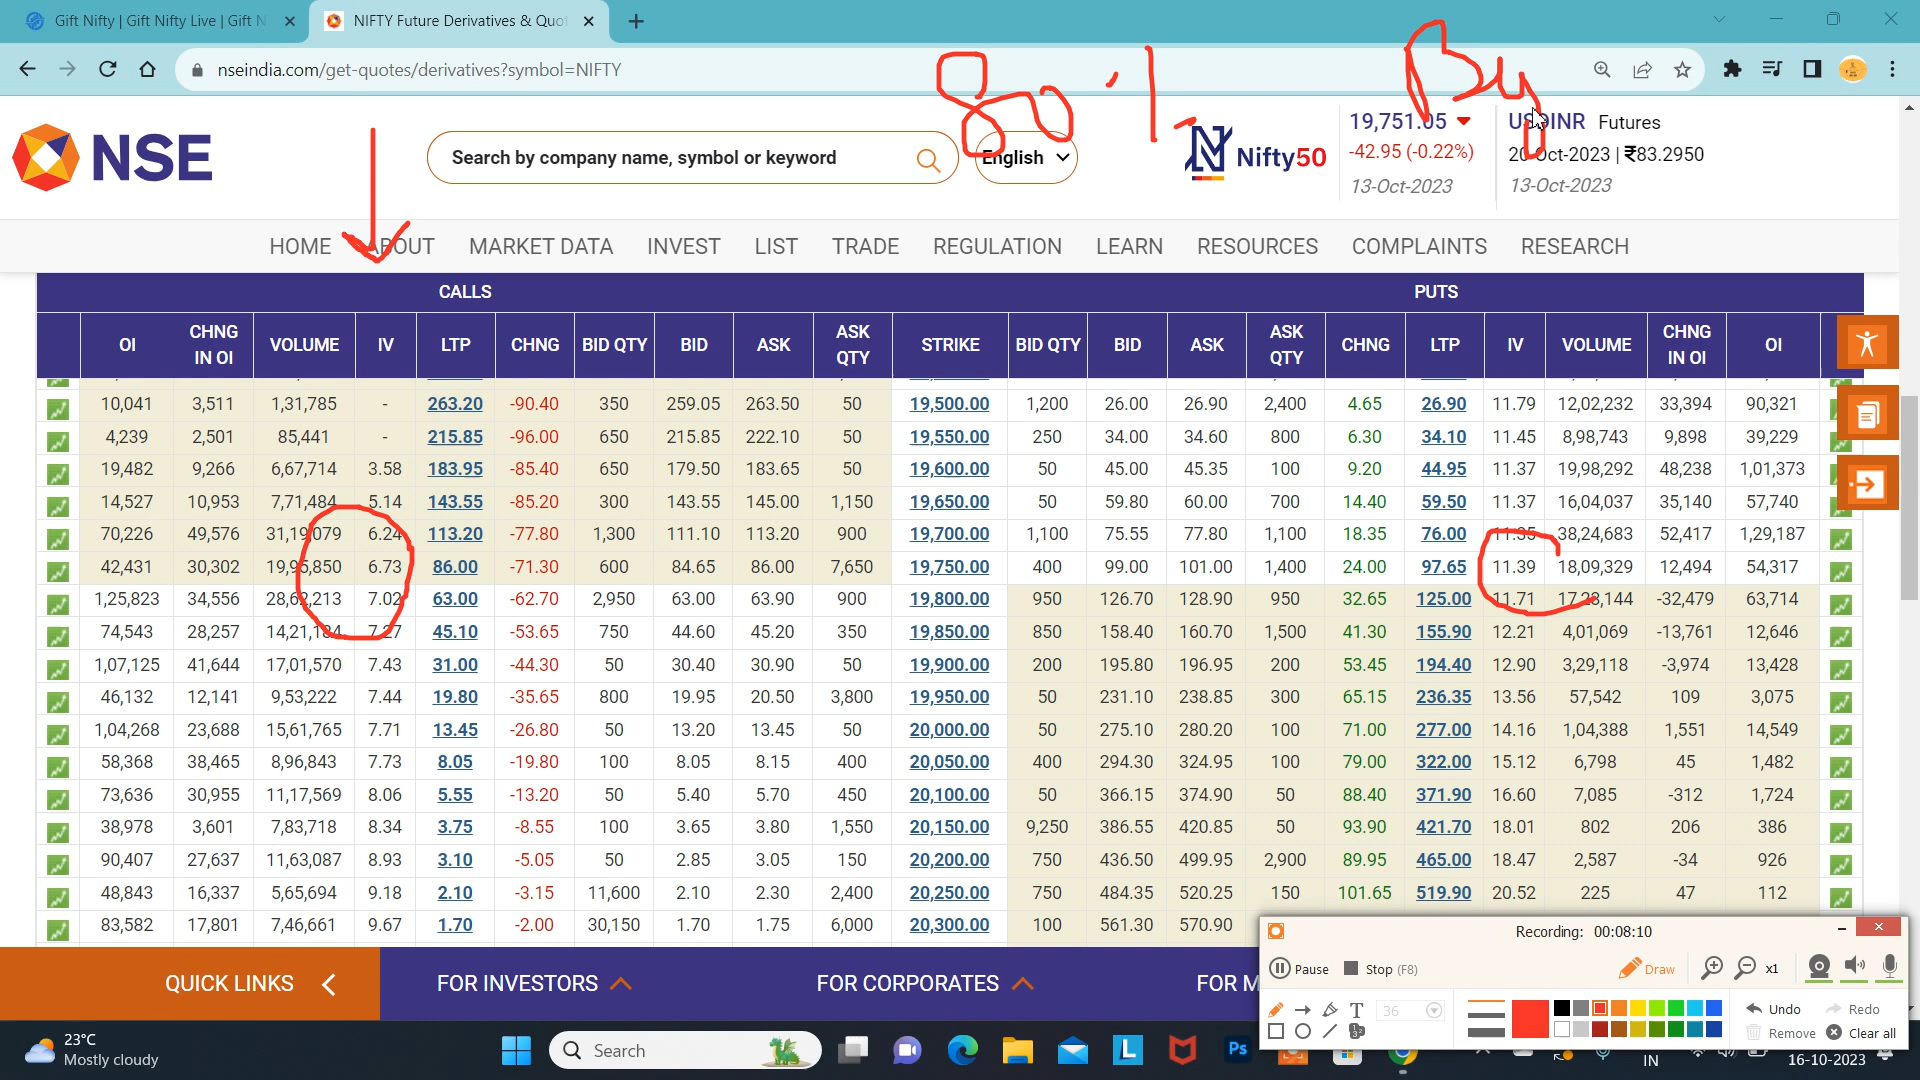 Gift Nifty | Gift Nifty Live | Gift N
NIFTY Future Derivatives & Quo
nseindia.com/get-quotes/derivatives?symbol=NIFTY
80
By
NSE
Search by company name, symbol or keyword
English
Nifty50
19,751.05
-42.95 (-0.22%)
13-Oct-2023
USDINR Futures
20-Oct-2023 | ₹83.2950
13-Oct-2023
HOME ABOUT MARKET DATA INVEST LIST TRADE REGULATION LEARN RESOURCES COMPLAINTS RESEARCH
CALLS PUTS
OI CHNG IN OI VOLUME IV LTP CHNG BID QTY BID ASK ASK QTY STRIKE BID QTY BID ASK ASK QTY CHNG LTP IV VOLUME CHNG IN OI OI
10,041 3,511 1,31,785 - 263.20 -90.40 350 259.05 263.50 50 19,500.00 1,200 26.00 26.90 2,400 4.65 26.90 11.79 12,02,232 33,394 90,321
4,239 2,501 85,441 - 215.85 -96.00 650 215.85 222.10 50 19,550.00 250 34.00 34.60 800 6.30 34.10 11.45 8,98,743 9,898 39,229
19,482 9,266 6,67,714 3.58 183.95 -85.40 650 179.50 183.65 50 19,600.00 50 45.00 45.35 100 9.20 44.95 11.37 19,98,292 48,238 1,01,373
14,527 10,953 7,71,484 5.14 143.55 -85.20 300 143.55 145.00 1,150 19,650.00 50 59.80 60.00 700 14.40 59.50 11.37 16,04,037 35,140 57,740
70,226 49,576 31,19,079 6.24 113.20 -77.80 1,300 111.10 113.20 900 19,700.00 1,100 75.55 77.80 1,100 18.35 76.00 11.35 38,24,683 52,417 1,29,187
42,431 30,302 19,95,850 6.73 86.00 -71.30 600 84.65 86.00 7,650 19,750.00 400 99.00 101.00 1,400 24.00 97.65 11.39 18,09,329 12,494 54,317
1,25,823 34,556 28,62,213 7.02 63.00 -62.70 2,950 63.00 63.90 900 19,800.00 950 126.70 128.90 950 32.65 125.00 11.71 17,28,144 -32,479 63,714
74,543 28,257 14,21,184 7.27 45.10 -53.65 750 44.60 45.20 350 19,850.00 850 158.40 160.70 1,500 41.30 155.90 12.21 4,01,069 -13,761 12,646
1,07,125 41,644 17,01,570 7.43 31.00 -44.30 50 30.40 30.90 50 19,900.00 200 195.80 196.95 200 53.45 194.40 12.90 3,29,118 -3,974 13,428
46,132 12,141 9,53,222 7.44 19.80 -35.65 800 19.95 20.50 3,800 19,950.00 50 231.10 238.85 300 65.15 236.35 13.56 57,542 109 3,075
1,04,268 23,688 15,61,765 7.71 13.45 -26.80 50 13.20 13.45 50 20,000.00 50 275.10 280.20 100 71.00 277.00 14.16 1,04,388 1,551 14,549
58,368 38,465 8,96,843 7.73 8.05 -19.80 100 8.05 8.15 400 20,050.00 400 294.30 324.95 100 79.00 322.00 15.12 6,798 45 1,482
73,636 30,955 11,17,569 8.06 5.55 -13.20 50 5.40 5.70 450 20,100.00 50 366.15 374.90 50 88.40 371.90 16.60 7,085 -312 1,724
38,978 3,601 7,83,718 8.34 3.75 -8.55 100 3.65 3.80 1,550 20,150.00 9,250 386.55 420.85 50 93.90 421.70 18.01 802 206 386
90,407 27,637 11,63,087 8.93 3.10 -5.05 50 2.85 3.05 150 20,200.00 750 436.50 499.95 2,900 89.95 465.00 18.47 2,587 -34 926
48,843 16,337 5,65,694 9.18 2.10 -3.15 11,600 2.10 2.30 2,400 20,250.00 750 484.35 520.25 150 101.65 519.90 20.52 225 47 112
83,582 17,801 7,46,661 9.67 1.70 -2.00 30,150 1.70 1.75 6,000 20,300.00 100 561.30 570.90
Recording: 00:08:10
Pause Stop (F8) Draw x1
T 36 Undo Redo
Remove Clear all
QUICK LINKS FOR INVESTORS FOR CORPORATES FOR M
23°C
Mostly cloudy
Search
L
Ps
IN
16-10-2023